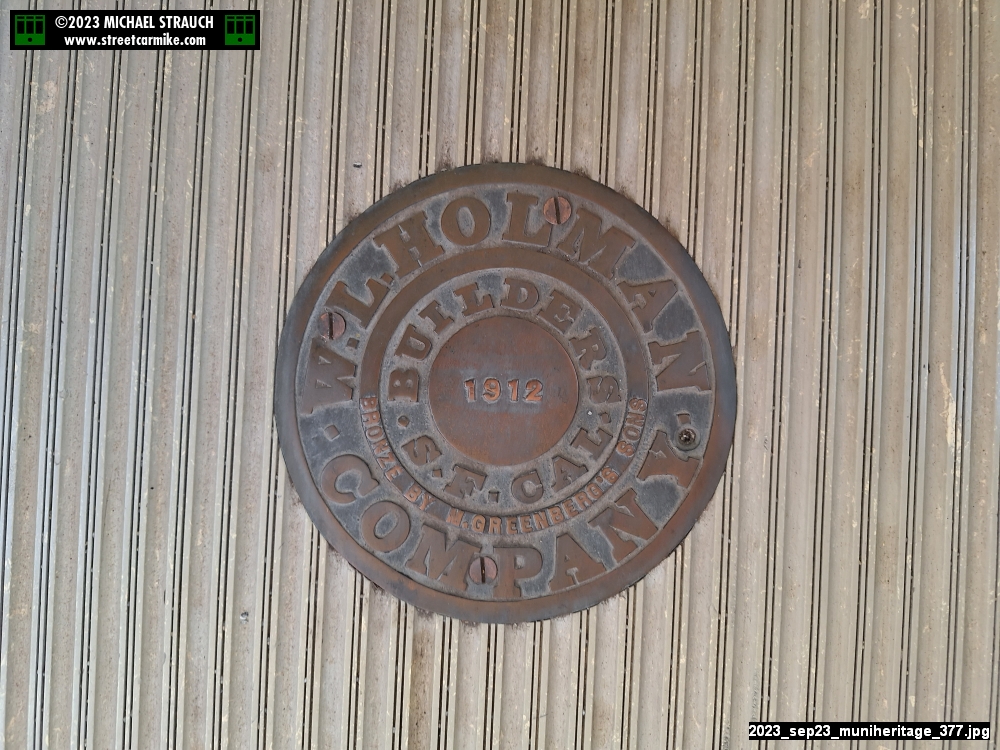 ©2023 MICHAEL STRAUCH
www.streetcarmike.com
W.L.HOLMAN
· COMPANY ·
· BUILDERS ·
S.F. CAL.
1912
BRONZE BY M.GREENBERG'S SONS
2023_sep23_muniheritage_377.jpg